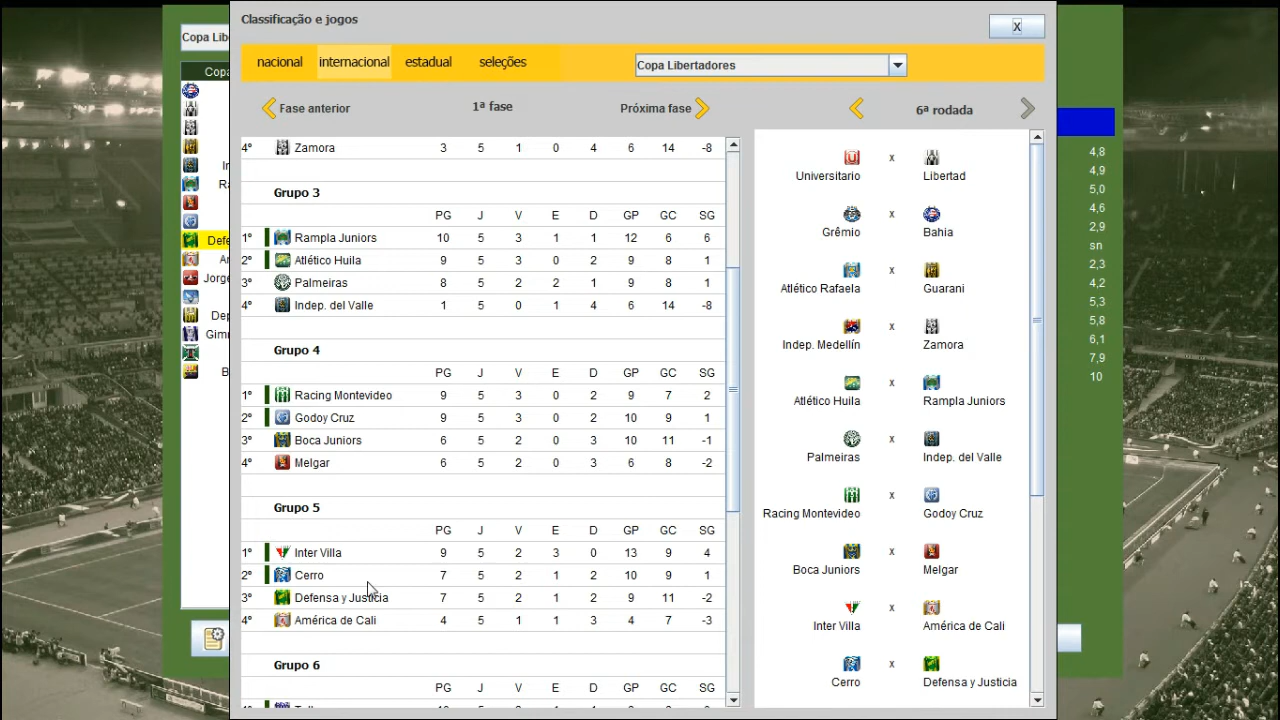 Classificação e jogos
X
Copa Lib
nacional internacional estadual seleções
Copa Libertadores
Fase anterior 1ª fase Próxima fase
6ª rodada
Copa
In
Ra
Defe
Ar
Jorge
Dep
Gimn
B
4º Zamora 3 5 1 0 4 6 14 -8
Grupo 3
PG J V E D GP GC SG
1º Rampla Juniors 10 5 3 1 1 12 6 6
2º Atlético Huila 9 5 3 0 2 9 8 1
3º Palmeiras 8 5 2 2 1 9 8 1
4º Indep. del Valle 1 5 0 1 4 6 14 -8
Grupo 4
PG J V E D GP GC SG
1º Racing Montevideo 9 5 3 0 2 9 7 2
2º Godoy Cruz 9 5 3 0 2 10 9 1
3º Boca Juniors 6 5 2 0 3 10 11 -1
4º Melgar 6 5 2 0 3 6 8 -2
Grupo 5
PG J V E D GP GC SG
1º Inter Villa 9 5 2 3 0 13 9 4
2º Cerro 7 5 2 1 2 10 9 1
3º Defensa y Justicia 7 5 2 1 2 9 11 -2
4º América de Cali 4 5 1 1 3 4 7 -3
Grupo 6
PG J V E D GP GC SG
Universitario x Libertad
Grêmio x Bahia
Atlético Rafaela x Guarani
Indep. Medellín x Zamora
Atlético Huila x Rampla Juniors
Palmeiras x Indep. del Valle
Racing Montevideo x Godoy Cruz
Boca Juniors x Melgar
Inter Villa x América de Cali
Cerro x Defensa y Justicia
4,8
4,9
5,0
4,6
2,9
sn
2,3
4,2
5,3
5,8
6,1
7,9
10